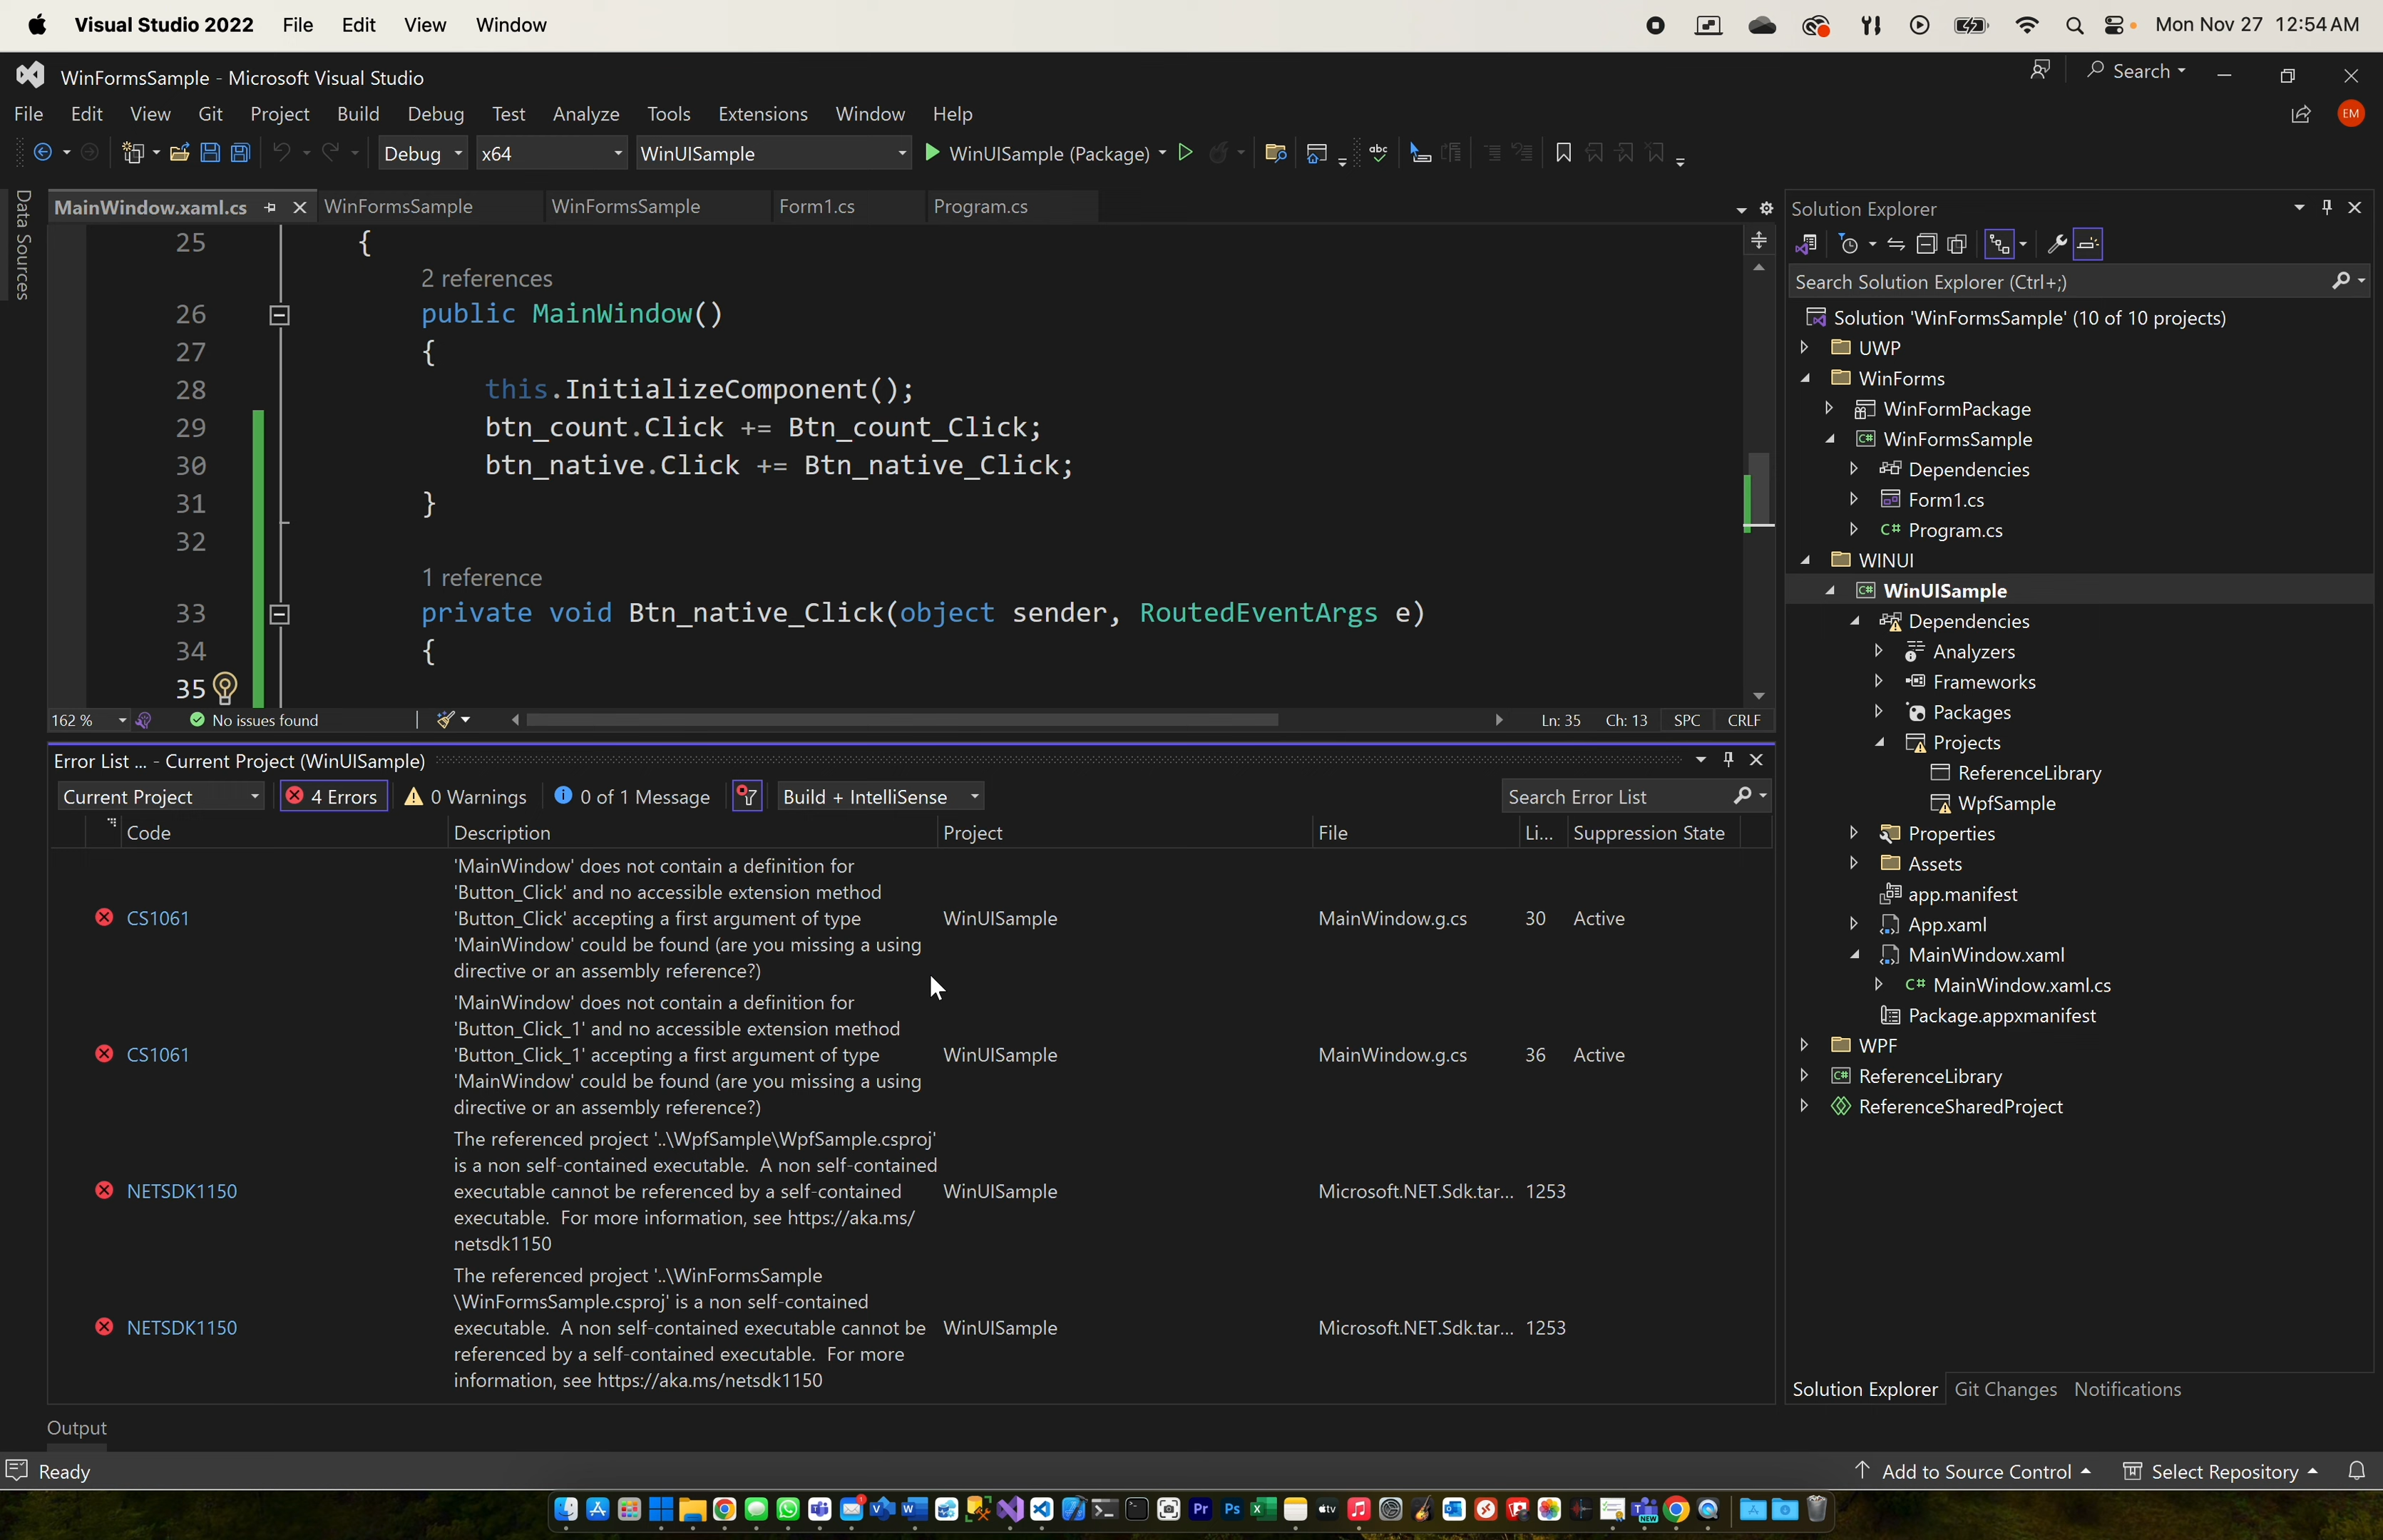 Visual Studio 2022 File Edit View Window Mon Nov 27 12:54 AM
WinFormsSample - Microsoft Visual Studio
Search
File Edit View Git Project Build Debug Test Analyze Tools Extensions Window Help
EM
Debug x64 WinUISample WinUISample (Package)
Data Sources
MainWindow.xaml.cs WinFormsSample WinFormsSample Form1.cs Program.cs
25 {
2 references
26 public MainWindow()
27 {
28 this.InitializeComponent();
29 btn_count.Click += Btn_count_Click;
30 btn_native.Click += Btn_native_Click;
31 }
32
1 reference
33 private void Btn_native_Click(object sender, RoutedEventArgs e)
34 {
35
162 % No issues found Ln: 35 Ch: 13 SPC CRLF
Error List ... - Current Project (WinUISample)
Current Project 4 Errors 0 Warnings 0 of 1 Message Build + IntelliSense Search Error List
Code Description Project File Li... Suppression State
'MainWindow' does not contain a definition for
'Button_Click' and no accessible extension method
CS1061 'Button_Click' accepting a first argument of type WinUISample MainWindow.g.cs 30 Active
'MainWindow' could be found (are you missing a using
directive or an assembly reference?)
'MainWindow' does not contain a definition for
'Button_Click_1' and no accessible extension method
CS1061 'Button_Click_1' accepting a first argument of type WinUISample MainWindow.g.cs 36 Active
'MainWindow' could be found (are you missing a using
directive or an assembly reference?)
The referenced project '..\WpfSample\WpfSample.csproj'
is a non self-contained executable. A non self-contained
NETSDK1150 executable cannot be referenced by a self-contained WinUISample Microsoft.NET.Sdk.tar... 1253
executable. For more information, see https://aka.ms/
netsdk1150
The referenced project '..\WinFormsSample
\WinFormsSample.csproj' is a non self-contained
NETSDK1150 executable. A non self-contained executable cannot be WinUISample Microsoft.NET.Sdk.tar... 1253
referenced by a self-contained executable. For more
information, see https://aka.ms/netsdk1150
Output
Solution Explorer
Search Solution Explorer (Ctrl+;)
Solution 'WinFormsSample' (10 of 10 projects)
UWP
WinForms
WinFormPackage
C# WinFormsSample
Dependencies
Form1.cs
C# Program.cs
WINUI
C# WinUISample
Dependencies
Analyzers
Frameworks
Packages
Projects
ReferenceLibrary
WpfSample
Properties
Assets
app.manifest
App.xaml
MainWindow.xaml
C# MainWindow.xaml.cs
Package.appxmanifest
WPF
C# ReferenceLibrary
ReferenceSharedProject
Solution Explorer Git Changes Notifications
Ready Add to Source Control Select Repository
Pr Ps tv NEW